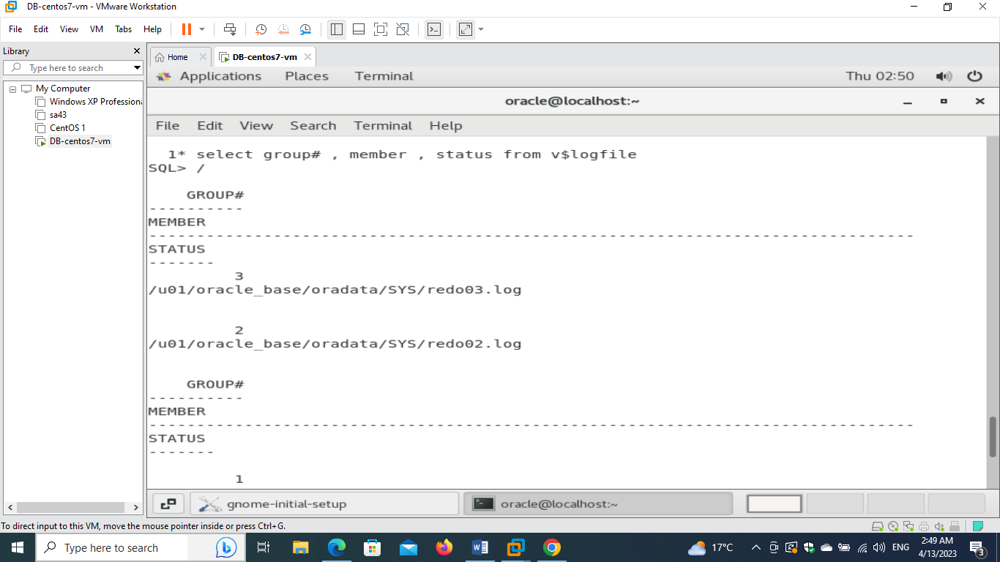 DB-centos7-vm - VMware Workstation
File Edit View VM Tabs Help
Library
Type here to search
My Computer
Windows XP Profession
sa43
CentOS 1
DB-centos7-vm
Home DB-centos7-vm
Applications Places Terminal Thu 02:50
oracle@localhost:~
File Edit View Search Terminal Help
1* select group# , member , status from v$logfile
SQL> /
GROUP#
----------
MEMBER
--------------------------------------------------------------------------------
STATUS
-------
3
/u01/oracle_base/oradata/SYS/redo03.log
2
/u01/oracle_base/oradata/SYS/redo02.log
GROUP#
----------
MEMBER
--------------------------------------------------------------------------------
STATUS
-------
1
gnome-initial-setup oracle@localhost:~
To direct input to this VM, move the mouse pointer inside or press Ctrl+G.
Type here to search 17°C ENG 2:49 AM
4/13/2023 3